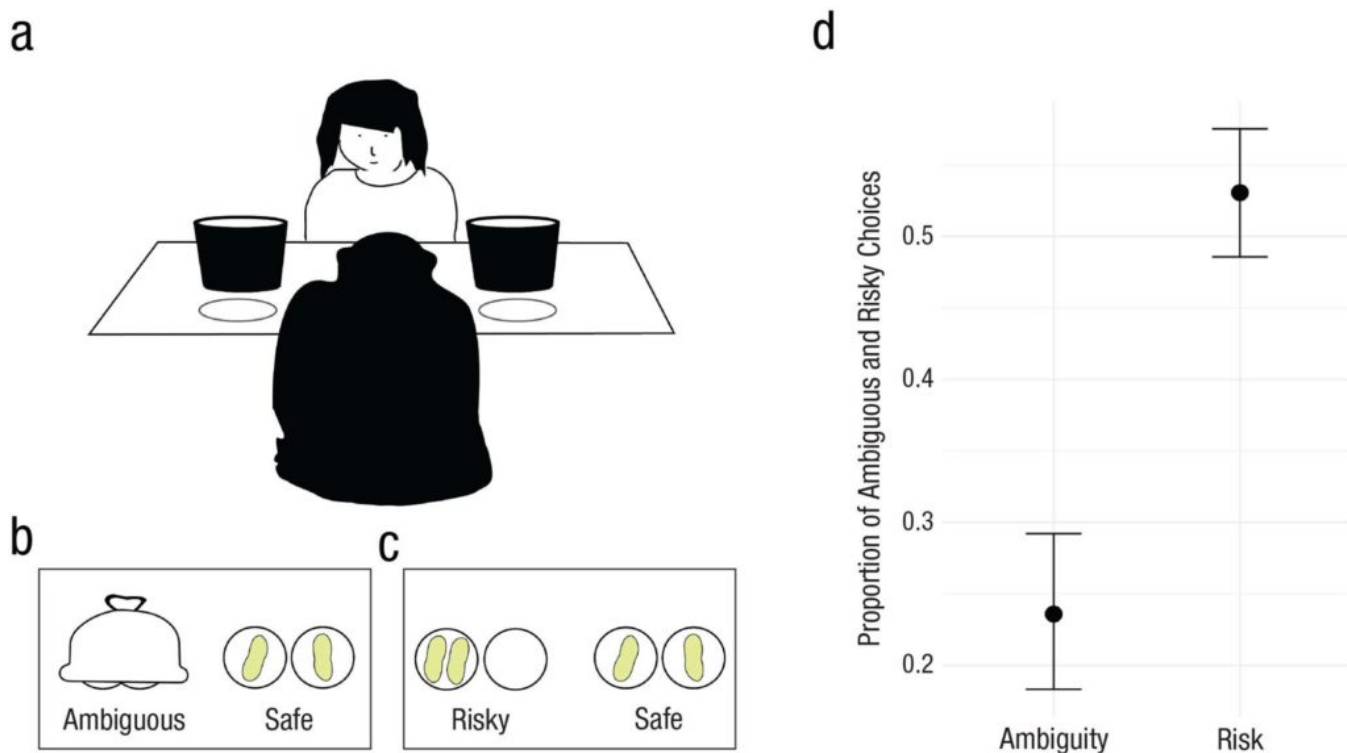 a
b
Ambiguous
Safe
c
Risky
Safe
d
Proportion of Ambiguous and Risky Choices
0.5
0.4
0.3
0.2
Ambiguity
Risk